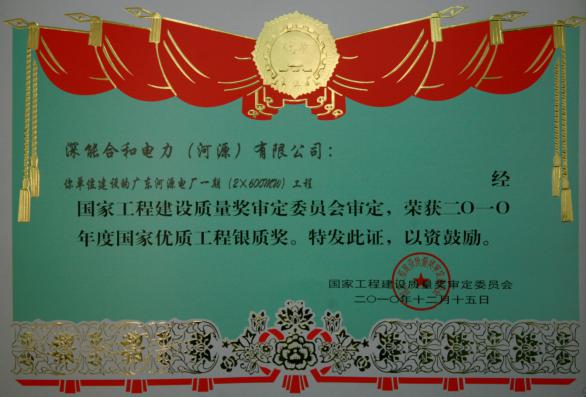 深能合和电力（河源）有限公司：
你单位建设的广东河源电厂一期（2×600MW）工程 经
国家工程建设质量奖审定委员会审定，荣获二〇一〇
年度国家优质工程银质奖。特发此证，以资鼓励。
国家工程建设质量奖审定委员会
二〇一〇年十二月十五日